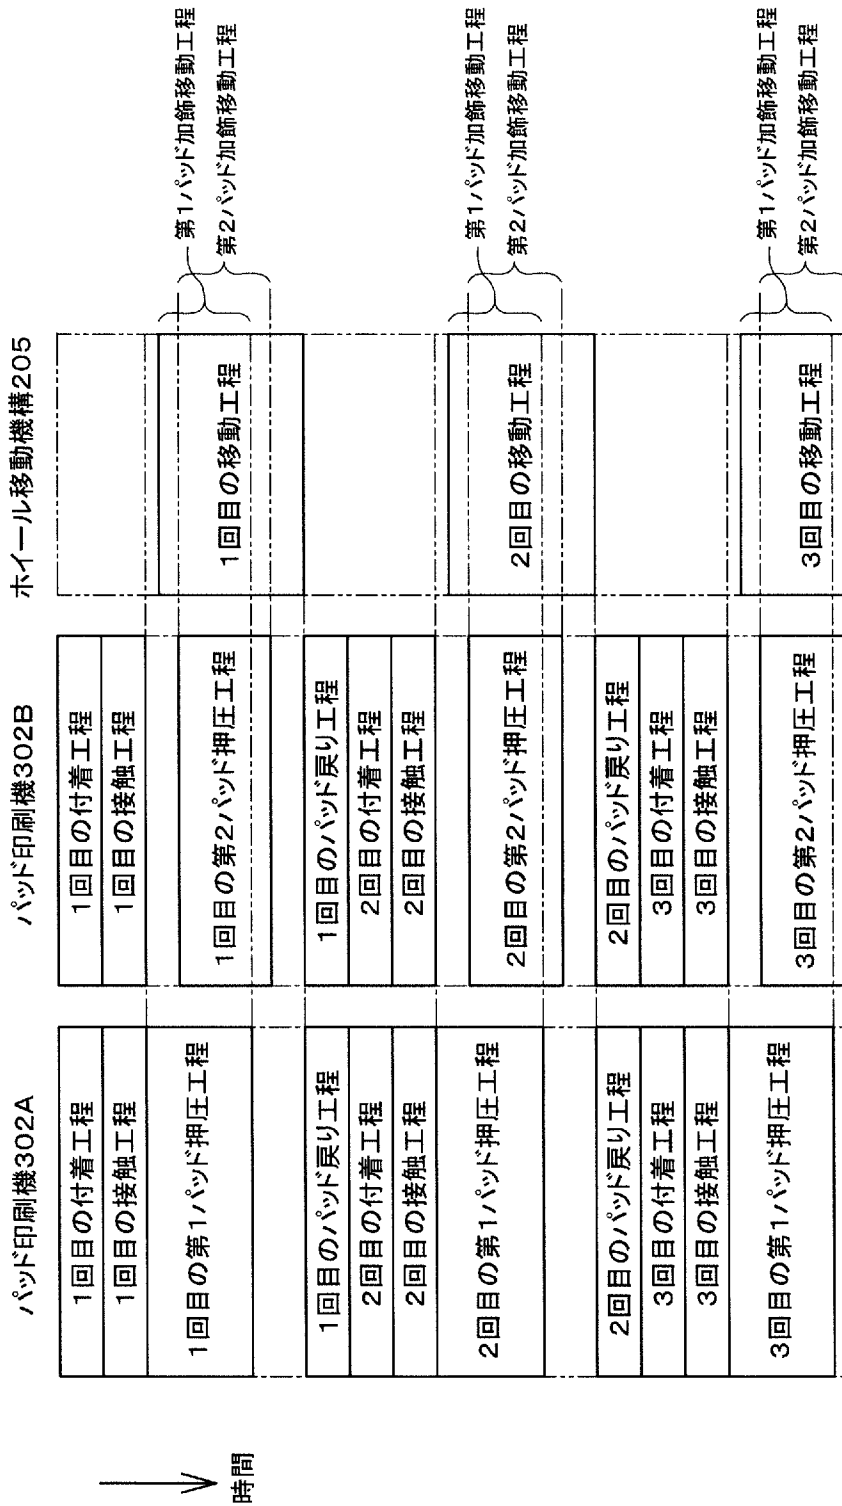 時間
パッド印刷機302A
1回目の付着工程
1回目の接触工程
1回目の第1パッド押圧工程
1回目のパッド戻り工程
2回目の付着工程
2回目の接触工程
2回目の第1パッド押圧工程
2回目のパッド戻り工程
3回目の付着工程
3回目の接触工程
3回目の第1パッド押圧工程
パッド印刷機302B
1回目の付着工程
1回目の接触工程
1回目の第2パッド押圧工程
1回目のパッド戻り工程
2回目の付着工程
2回目の接触工程
2回目の第2パッド押圧工程
2回目のパッド戻り工程
3回目の付着工程
3回目の接触工程
3回目の第2パッド押圧工程
ホイール移動機構205
1回目の移動工程
2回目の移動工程
3回目の移動工程
第1パッド加飾移動工程
第2パッド加飾移動工程
第1パッド加飾移動工程
第2パッド加飾移動工程
第1パッド加飾移動工程
第2パッド加飾移動工程